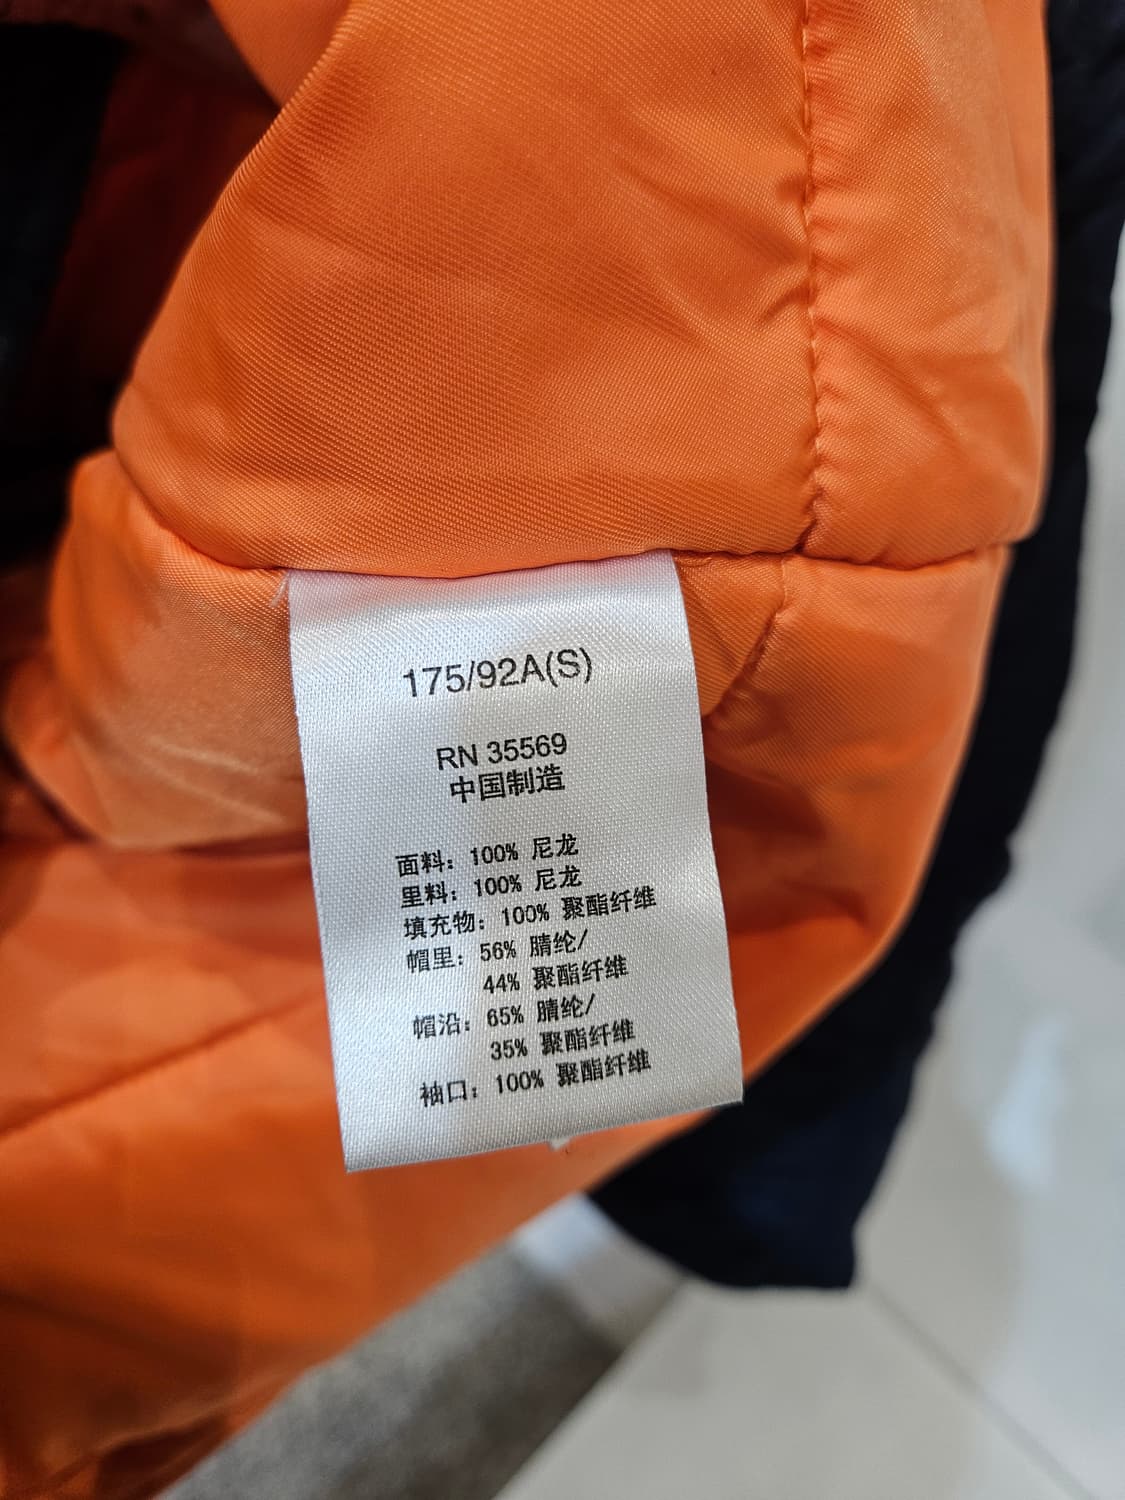 175/92A(S)
RN 35569
中国制造
面料：100% 尼龙
里料：100% 尼龙
填充物：100% 聚酯纤维
帽里：56% 腈纶/
44% 聚酯纤维
帽沿：65% 腈纶/
35% 聚酯纤维
袖口：100% 聚酯纤维